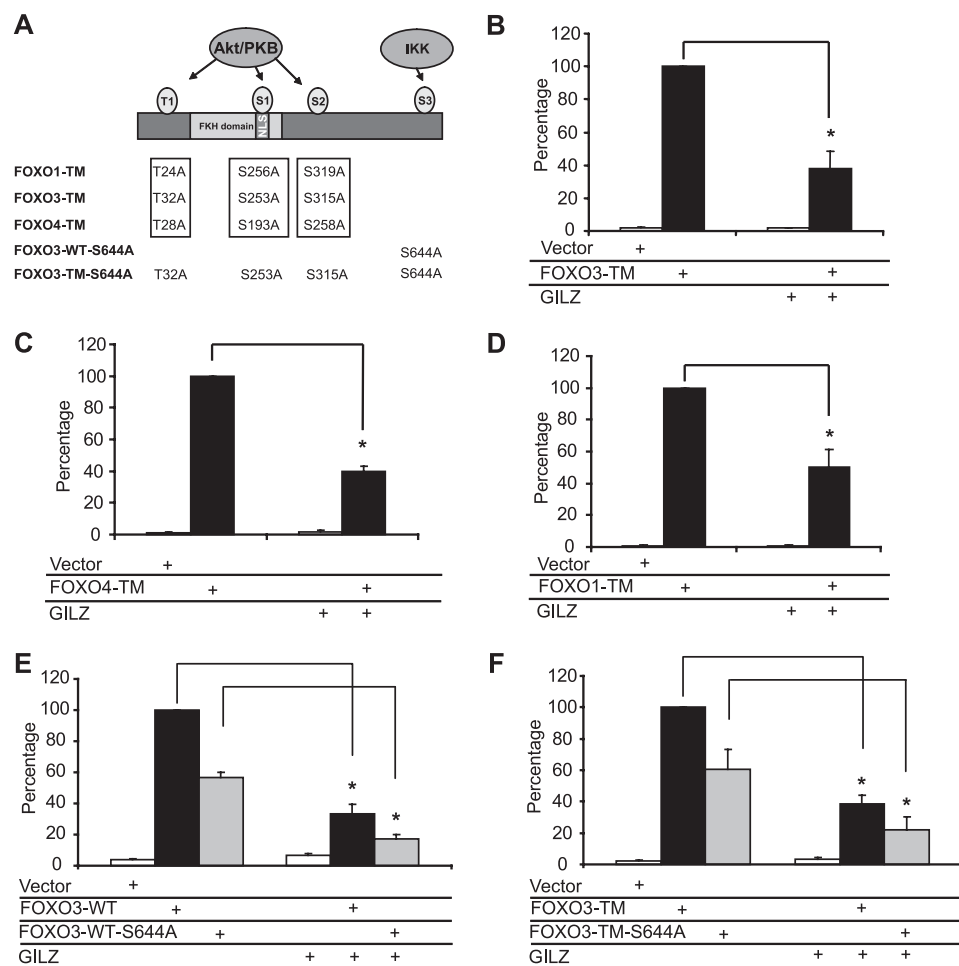 A
Akt/PKB
IKK
T1
S1
S2
S3
FKH domain
NLS
FOXO1-TM T24A S256A S319A
FOXO3-TM T32A S253A S315A
FOXO4-TM T28A S193A S258A
FOXO3-WT-S644A S644A
FOXO3-TM-S644A T32A S253A S315A S644A
B
Percentage
120
100
80
60
40
20
0
*
Vector +
FOXO3-TM + +
GILZ + +
C
Percentage
120
100
80
60
40
20
0
*
Vector +
FOXO4-TM + +
GILZ + +
D
Percentage
120
100
80
60
40
20
0
*
Vector +
FOXO1-TM + +
GILZ + +
E
Percentage
120
100
80
60
40
20
0
*
*
Vector +
FOXO3-WT + +
FOXO3-WT-S644A + +
GILZ + + +
F
Percentage
120
100
80
60
40
20
0
*
*
Vector +
FOXO3-TM + +
FOXO3-TM-S644A + +
GILZ + + +